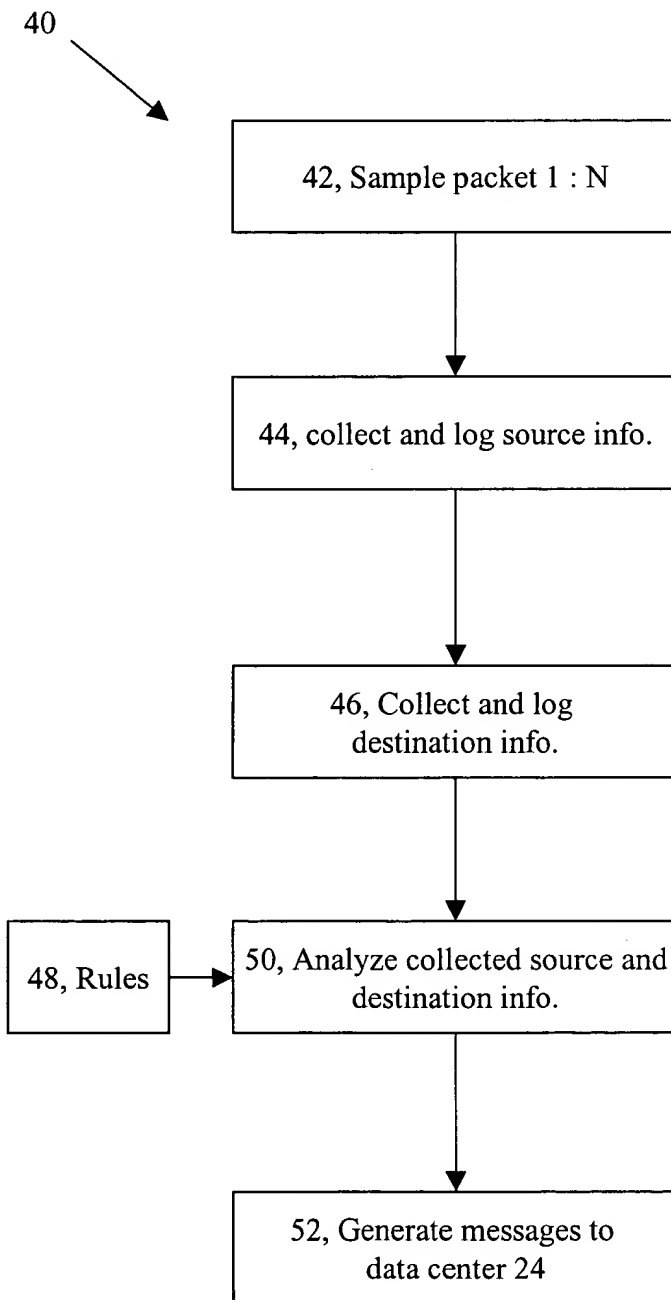 40
42, Sample packet 1 : N
44, collect and log source info.
46, Collect and log
destination info.
48, Rules
50, Analyze collected source and
destination info.
52, Generate messages to
data center 24